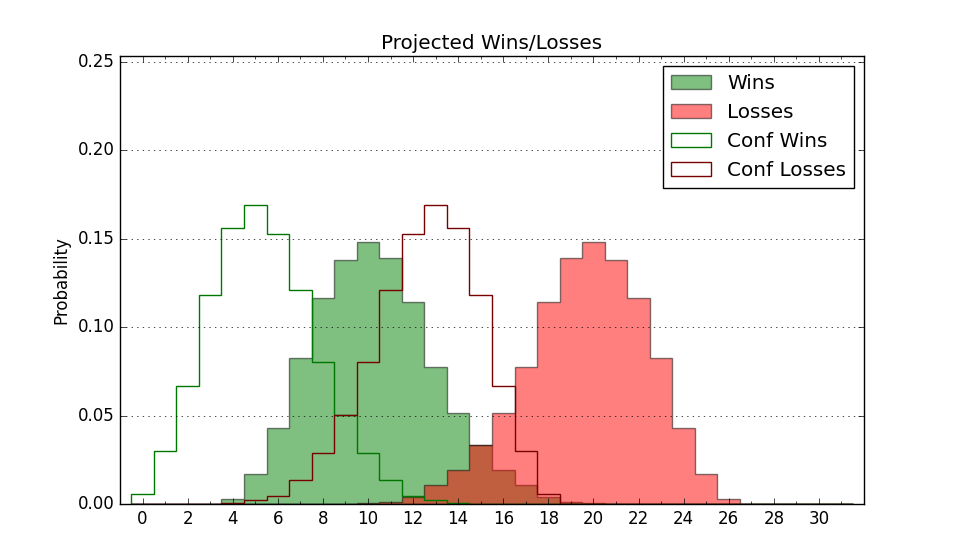 Projected Wins/Losses
0.25
0.20
0.15
0.10
0.05
0.00
Probability
Wins
Losses
Conf Wins
Conf Losses
0 2 4 6 8 10 12 14 16 18 20 22 24 26 28 30